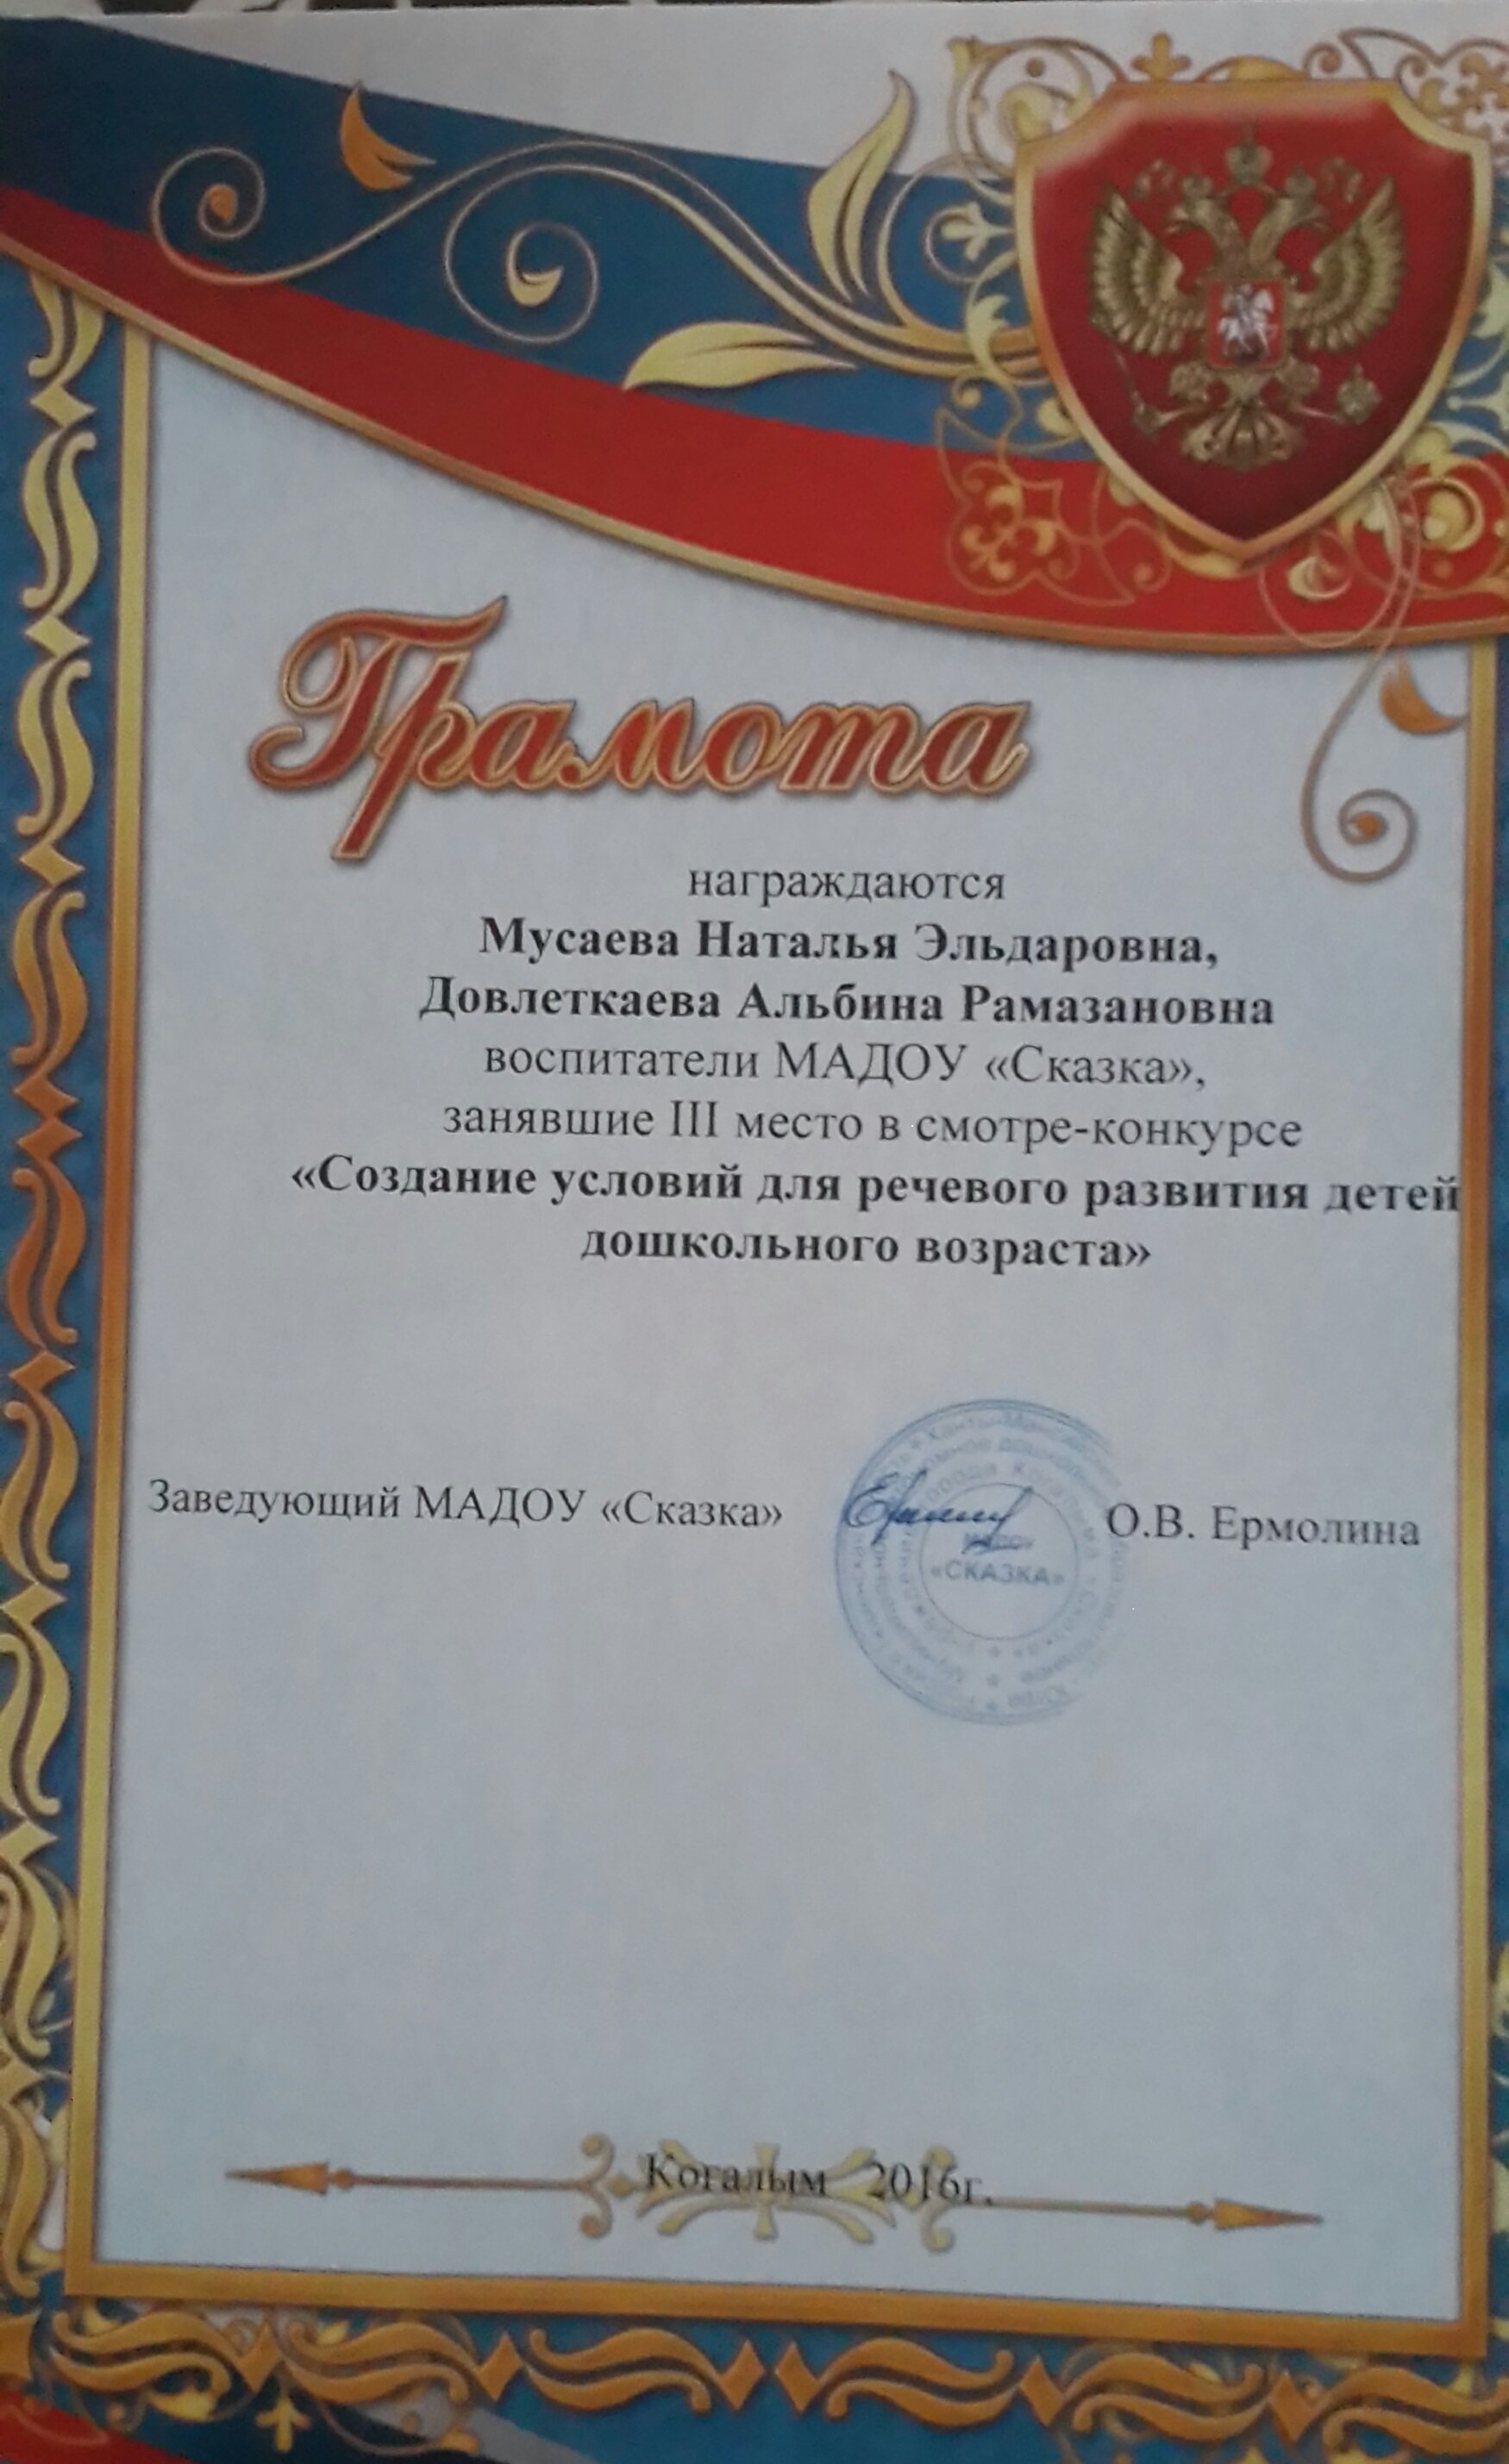 Грамота
награждаются
Мусаева Наталья Эльдаровна,
Довлеткаева Альбина Рамазановна
воспитатели МАДОУ «Сказка»,
занявшие III место в смотре-конкурсе
«Создание условий для речевого развития детей
дошкольного возраста»
Заведующий МАДОУ «Сказка»
МАДОУ
«СКАЗКА»
О.В. Ермолина
Когалым 2016г.